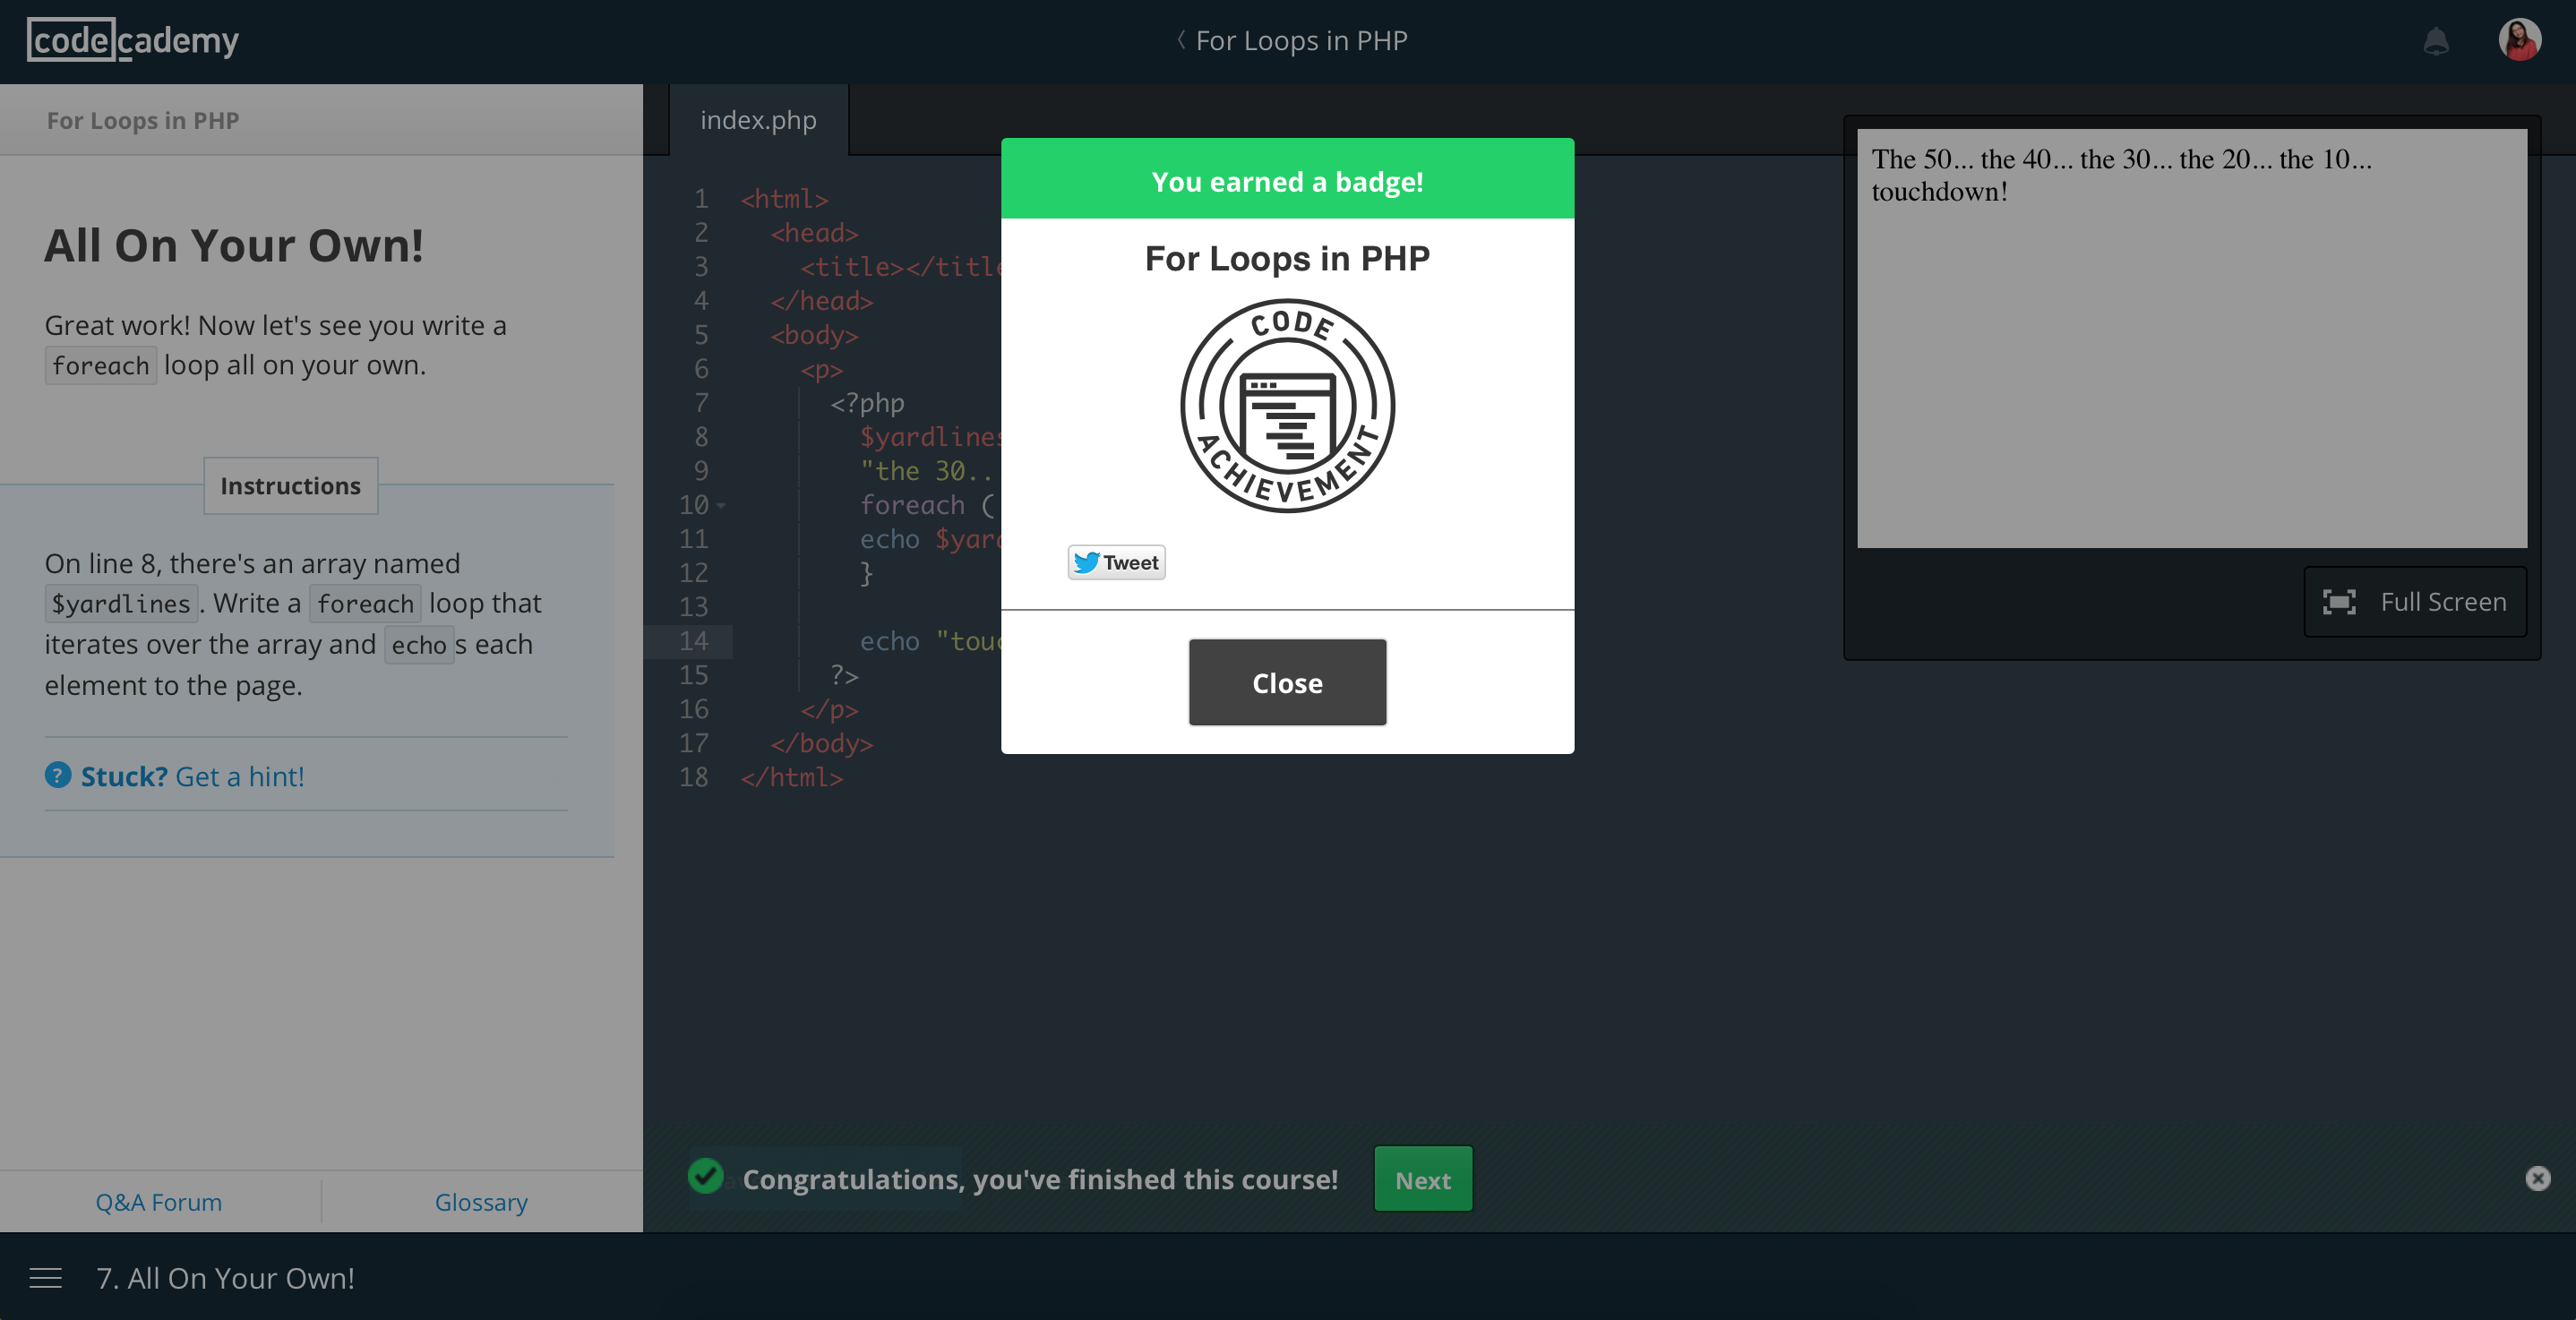 codecademy
For Loops in PHP
For Loops in PHP
All On Your Own!
Great work! Now let's see you write a
foreach loop all on your own.
Instructions
On line 8, there's an array named
$yardlines. Write a foreach loop that
iterates over the array and echos each
element to the page.
? Stuck? Get a hint!
Q&A Forum
Glossary
7. All On Your Own!
index.php
1 <html>
2 <head>
3 <title></title
4 </head>
5 <body>
6 <p>
7 <?php
8 $yardlines
9 "the 30..
10 foreach (
11 echo $yard
12 }
13
14 echo "touc
15 ?>
16 </p>
17 </body>
18 </html>
You earned a badge!
For Loops in PHP
CODE
ACHIEVEMENT
Tweet
Close
The 50... the 40... the 30... the 20... the 10...
touchdown!
Full Screen
Congratulations, you've finished this course!
Next